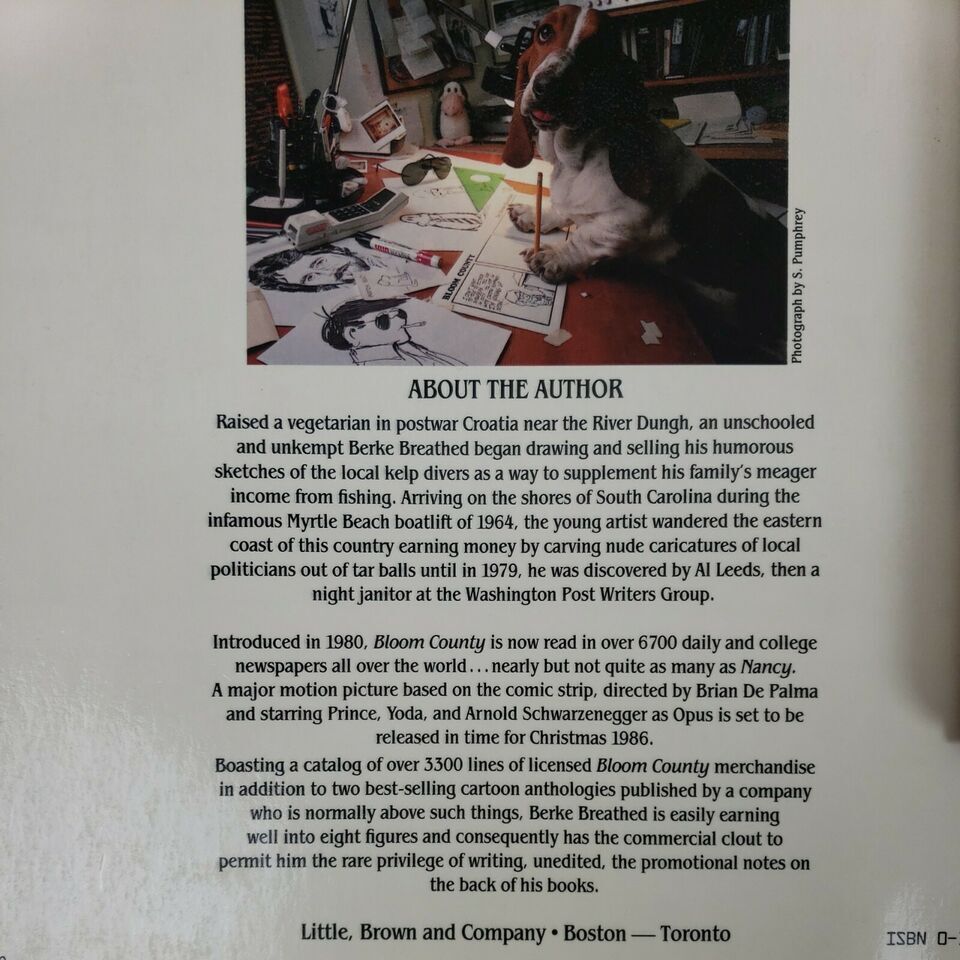 BLOOM COUNTY
Photograph by S. Pumphrey
ABOUT THE AUTHOR
Raised a vegetarian in postwar Croatia near the River Dungh, an unschooled
and unkempt Berke Breathed began drawing and selling his humorous
sketches of the local kelp divers as a way to supplement his family's meager
income from fishing. Arriving on the shores of South Carolina during the
infamous Myrtle Beach boatlift of 1964, the young artist wandered the eastern
coast of this country earning money by carving nude caricatures of local
politicians out of tar balls until in 1979, he was discovered by Al Leeds, then a
night janitor at the Washington Post Writers Group.
Introduced in 1980, Bloom County is now read in over 6700 daily and college
newspapers all over the world...nearly but not quite as many as Nancy.
A major motion picture based on the comic strip, directed by Brian De Palma
and starring Prince, Yoda, and Arnold Schwarzenegger as Opus is set to be
released in time for Christmas 1986.
Boasting a catalog of over 3300 lines of licensed Bloom County merchandise
in addition to two best-selling cartoon anthologies published by a company
who is normally above such things, Berke Breathed is easily earning
well into eight figures and consequently has the commercial clout to
permit him the rare privilege of writing, unedited, the promotional notes on
the back of his books.
Little, Brown and Company • Boston — Toronto
ISBN 0-